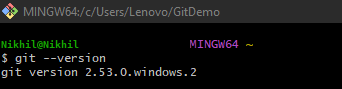 MINGW64:/c/Users/Lenovo/GitDemo
Nikhil@Nikhil MINGW64 ~
$ git --version
git version 2.53.0.windows.2